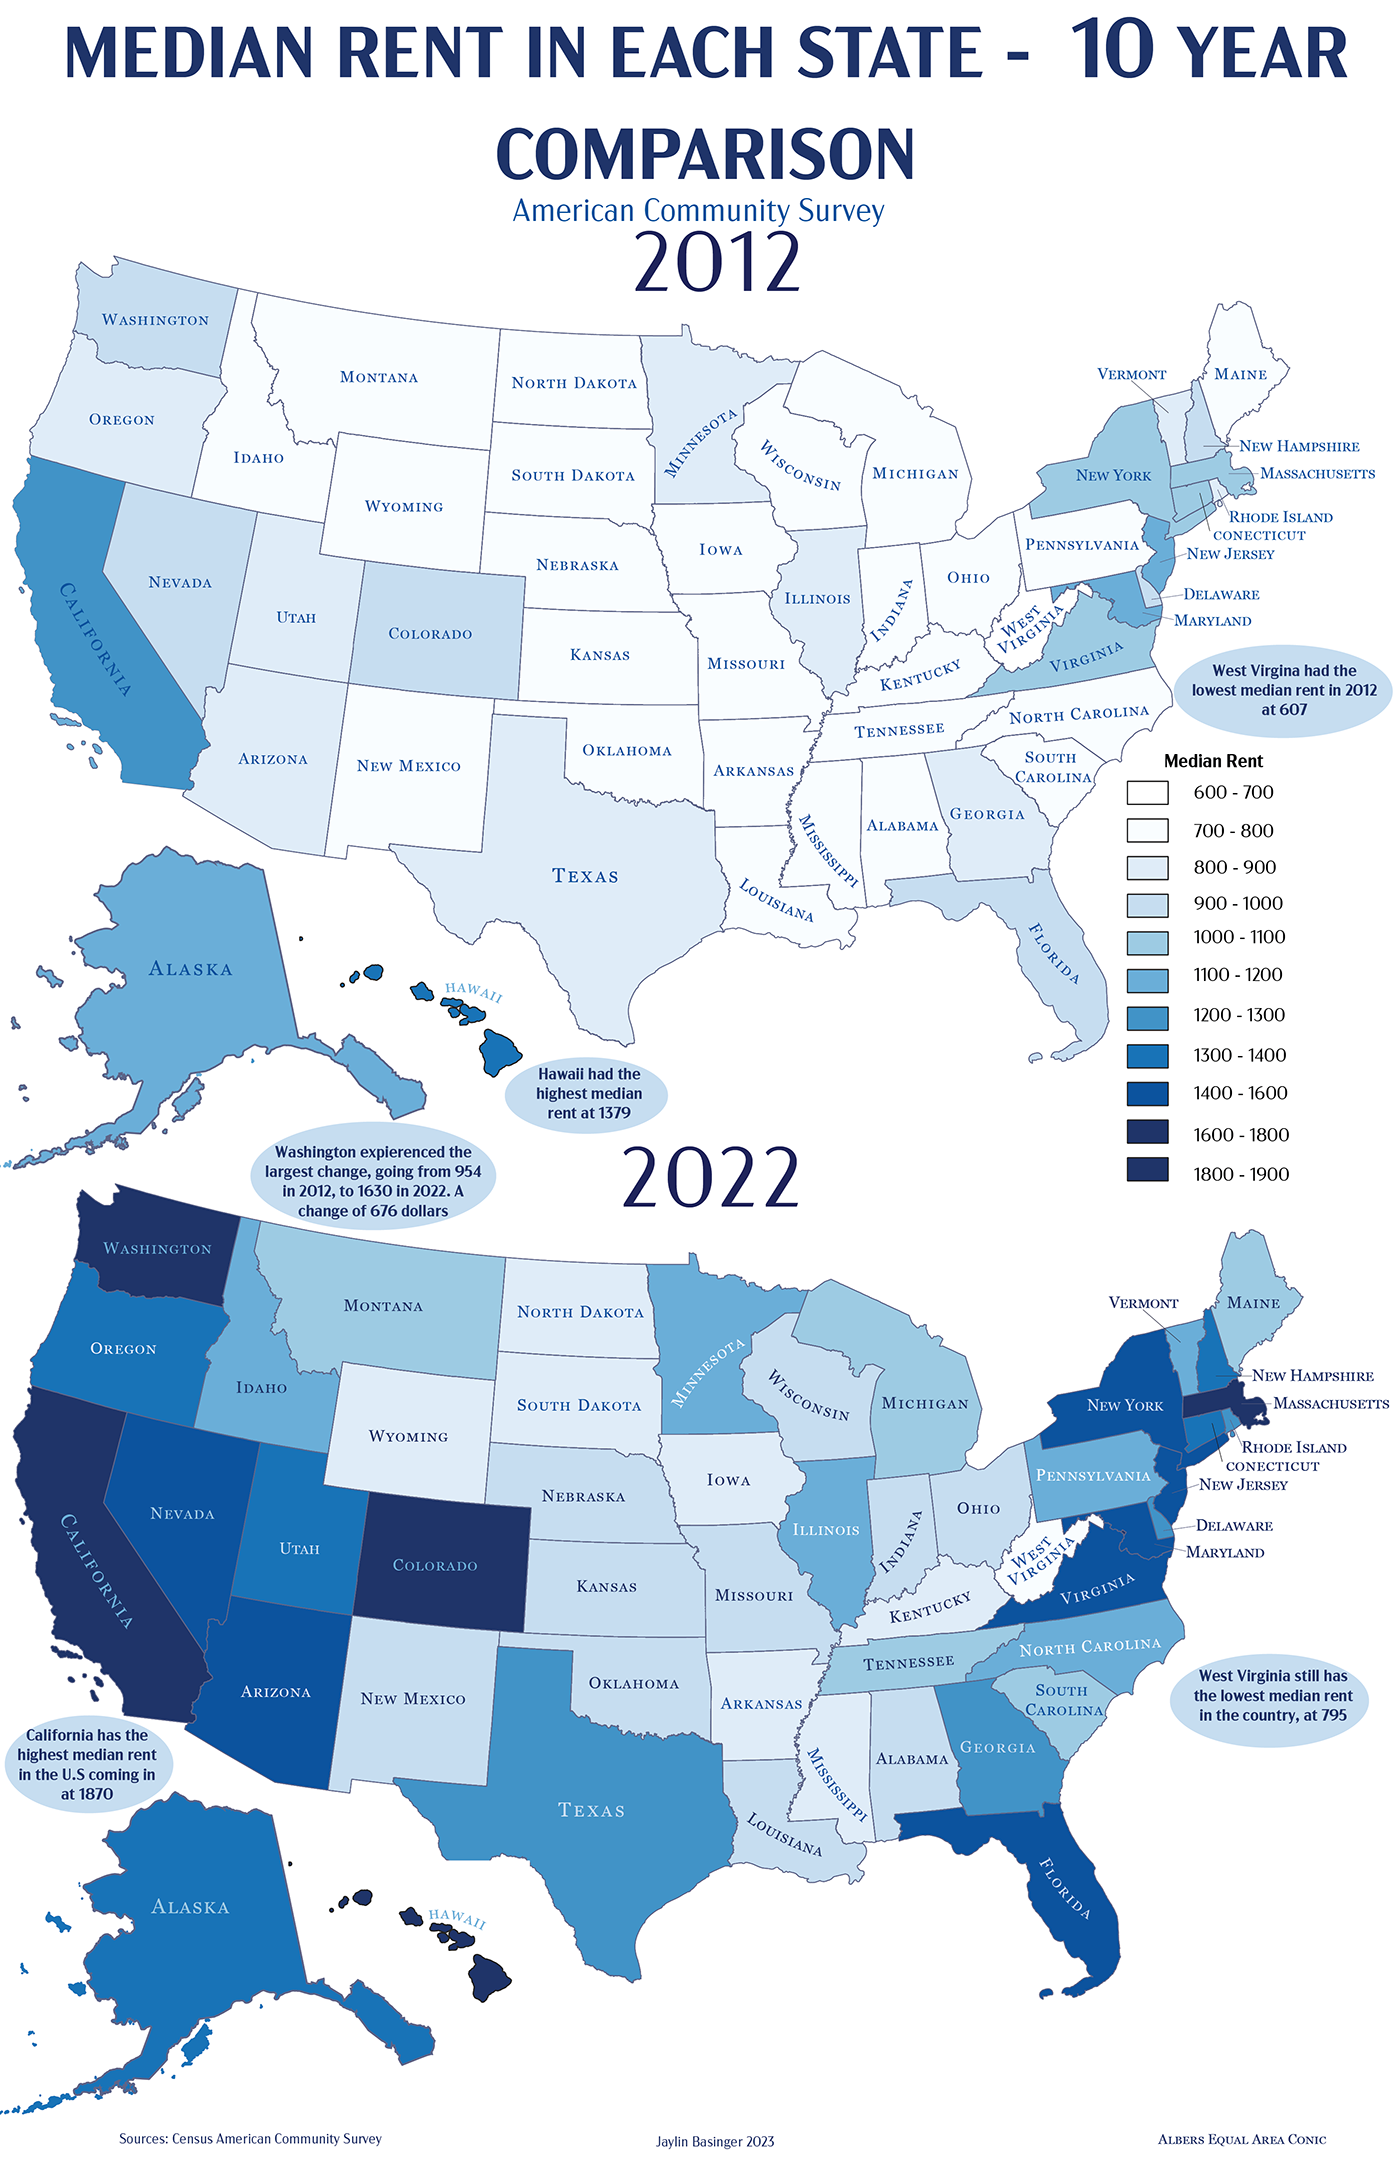 MEDIAN RENT IN EACH STATE - 10 YEAR
COMPARISON
American Community Survey
2012
WASHINGTON
OREGON
CALIFORNIA
NEVADA
IDAHO
MONTANA
WYOMING
UTAH
COLORADO
ARIZONA
NEW MEXICO
NORTH DAKOTA
SOUTH DAKOTA
NEBRASKA
KANSAS
OKLAHOMA
TEXAS
MINNESOTA
IOWA
MISSOURI
ARKANSAS
LOUISIANA
WISCONSIN
ILLINOIS
MICHIGAN
INDIANA
OHIO
KENTUCKY
TENNESSEE
MISSISSIPPI
ALABAMA
GEORGIA
FLORIDA
SOUTH
CAROLINA
NORTH CAROLINA
VIRGINIA
WEST
VIRGINIA
PENNSYLVANIA
NEW YORK
VERMONT
MAINE
NEW HAMPSHIRE
MASSACHUSETTS
RHODE ISLAND
CONECTICUT
NEW JERSEY
DELAWARE
MARYLAND
ALASKA
HAWAII
West Virgina had the
lowest median rent in 2012
at 607
Median Rent
600 - 700
700 - 800
800 - 900
900 - 1000
1000 - 1100
1100 - 1200
1200 - 1300
1300 - 1400
1400 - 1600
1600 - 1800
1800 - 1900
Hawaii had the
highest median
rent at 1379
Washington expierenced the
largest change, going from 954
in 2012, to 1630 in 2022. A
change of 676 dollars
2022
WASHINGTON
OREGON
CALIFORNIA
NEVADA
IDAHO
MONTANA
WYOMING
UTAH
COLORADO
ARIZONA
NEW MEXICO
NORTH DAKOTA
SOUTH DAKOTA
NEBRASKA
KANSAS
OKLAHOMA
TEXAS
MINNESOTA
IOWA
MISSOURI
ARKANSAS
LOUISIANA
WISCONSIN
ILLINOIS
MICHIGAN
INDIANA
OHIO
KENTUCKY
TENNESSEE
MISSISSIPPI
ALABAMA
GEORGIA
FLORIDA
SOUTH
CAROLINA
NORTH CAROLINA
VIRGINIA
WEST
VIRGINIA
PENNSYLVANIA
NEW YORK
VERMONT
MAINE
NEW HAMPSHIRE
MASSACHUSETTS
RHODE ISLAND
CONECTICUT
NEW JERSEY
DELAWARE
MARYLAND
ALASKA
HAWAII
West Virginia still has
the lowest median rent
in the country, at 795
California has the
highest median rent
in the U.S coming in
at 1870
Sources: Census American Community Survey
Jaylin Basinger 2023
ALBERS EQUAL AREA CONIC